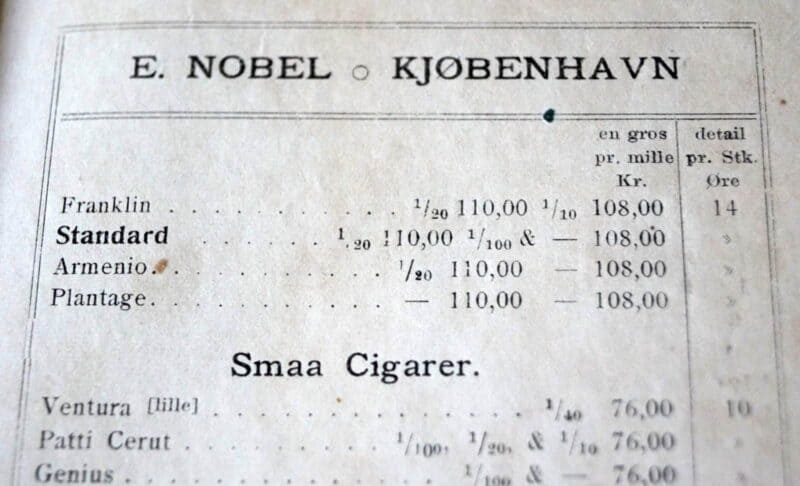 E. NOBEL ○ KJØBENHAVN
en gros detail
pr. mille pr. Stk.
Kr. Øre
Franklin . . . . . . . . . . . 1/20 110,00 1/10 108,00 14
Standard . . . . . . 1/20 110,00 1/100 & — 108,00 »
Armenio . . . . . . . . . . . 1/20 110,00 — 108,00 »
Plantage . . . . . . . . . . . — 110,00 — 108,00 »
Smaa Cigarer.
Ventura [lille] . . . . . . . . . . . . . . 1/40 76,00 10
Patti Cerut . . . . . . . . . 1/100, 1/20, & 1/10 76,00 »
Genius . . . . . . . . . . . . 1/100 & — 76,00